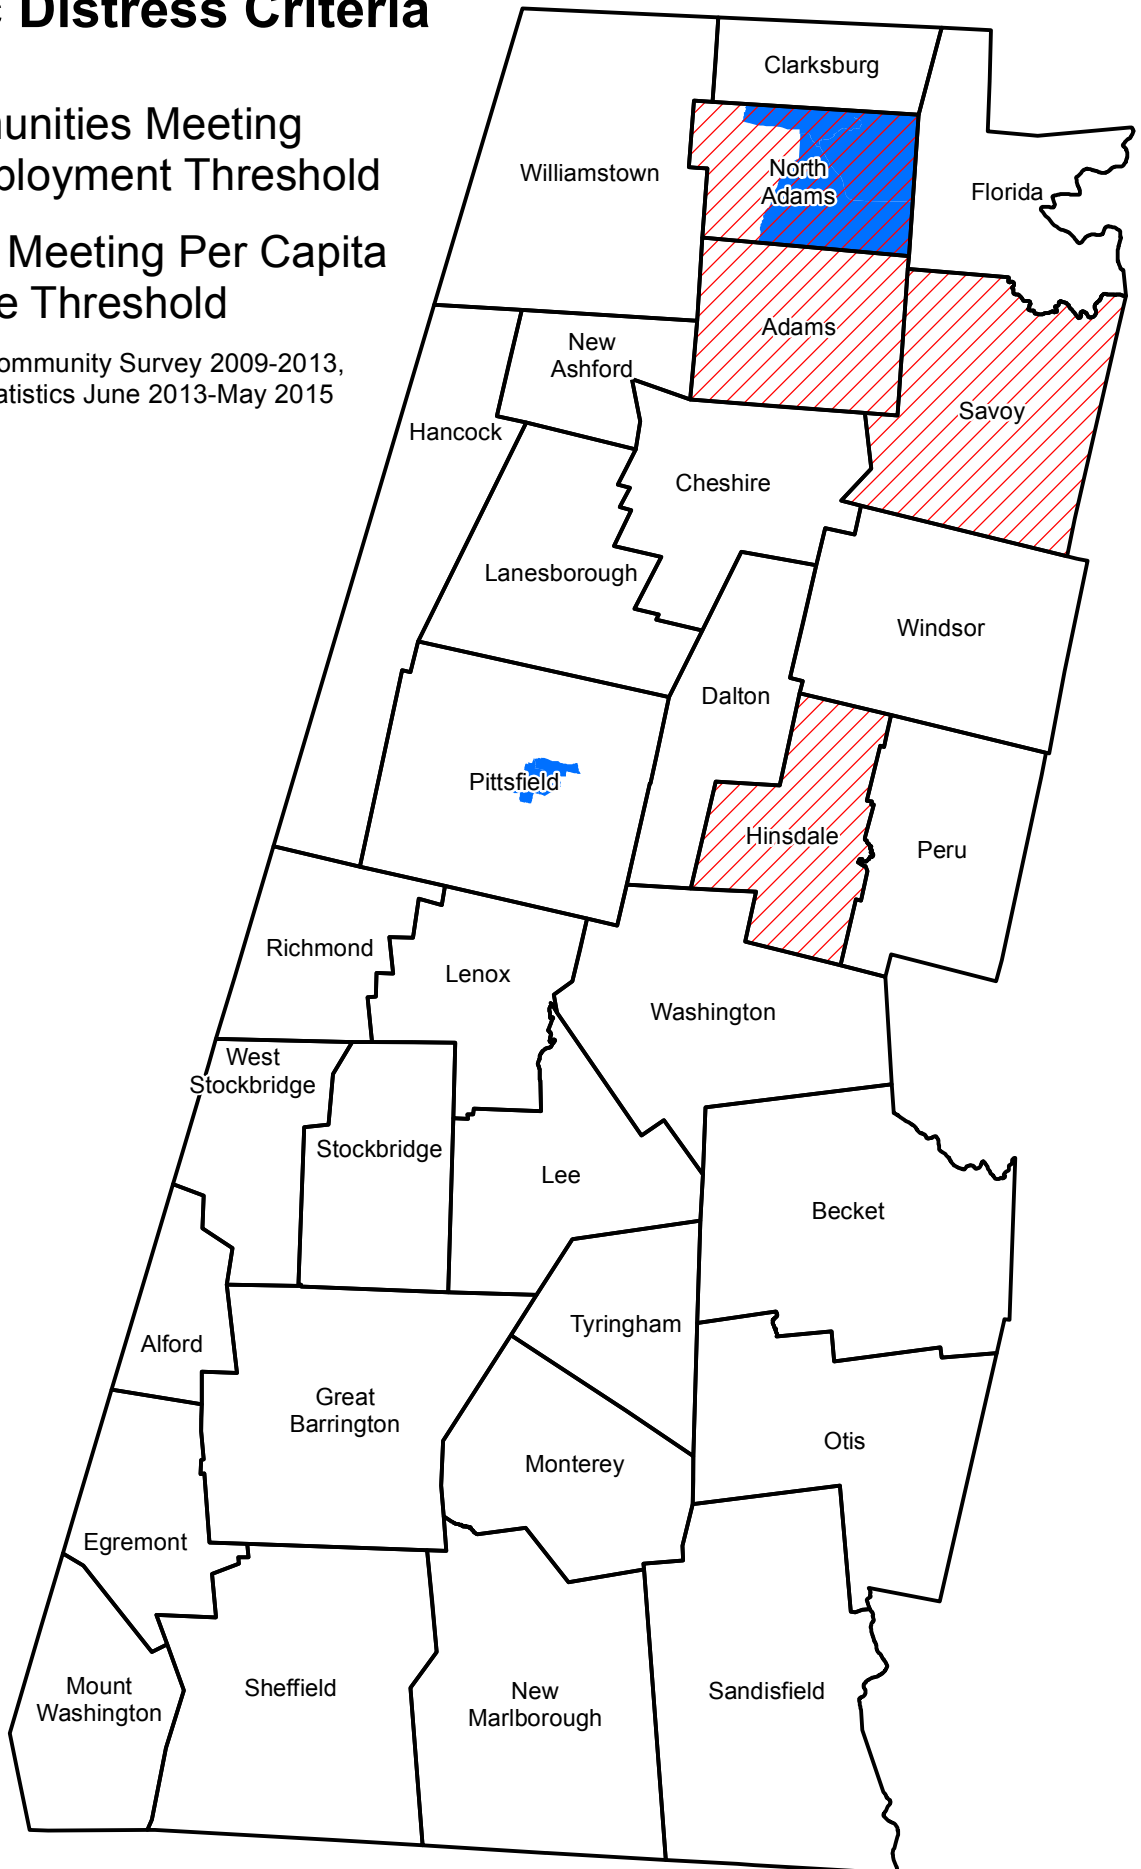 Distress Criteria
unities Meeting
ployment Threshold
Meeting Per Capita
e Threshold
ommunity Survey 2009-2013,
atistics June 2013-May 2015
Clarksburg
Williamstown
North
Adams
Florida
Adams
New
Ashford
Savoy
Hancock
Cheshire
Lanesborough
Windsor
Dalton
Pittsfield
Hinsdale
Peru
Richmond
Lenox
Washington
West
Stockbridge
Stockbridge
Lee
Becket
Tyringham
Alford
Great
Barrington
Otis
Monterey
Egremont
Mount
Washington
Sheffield
New
Marlborough
Sandisfield